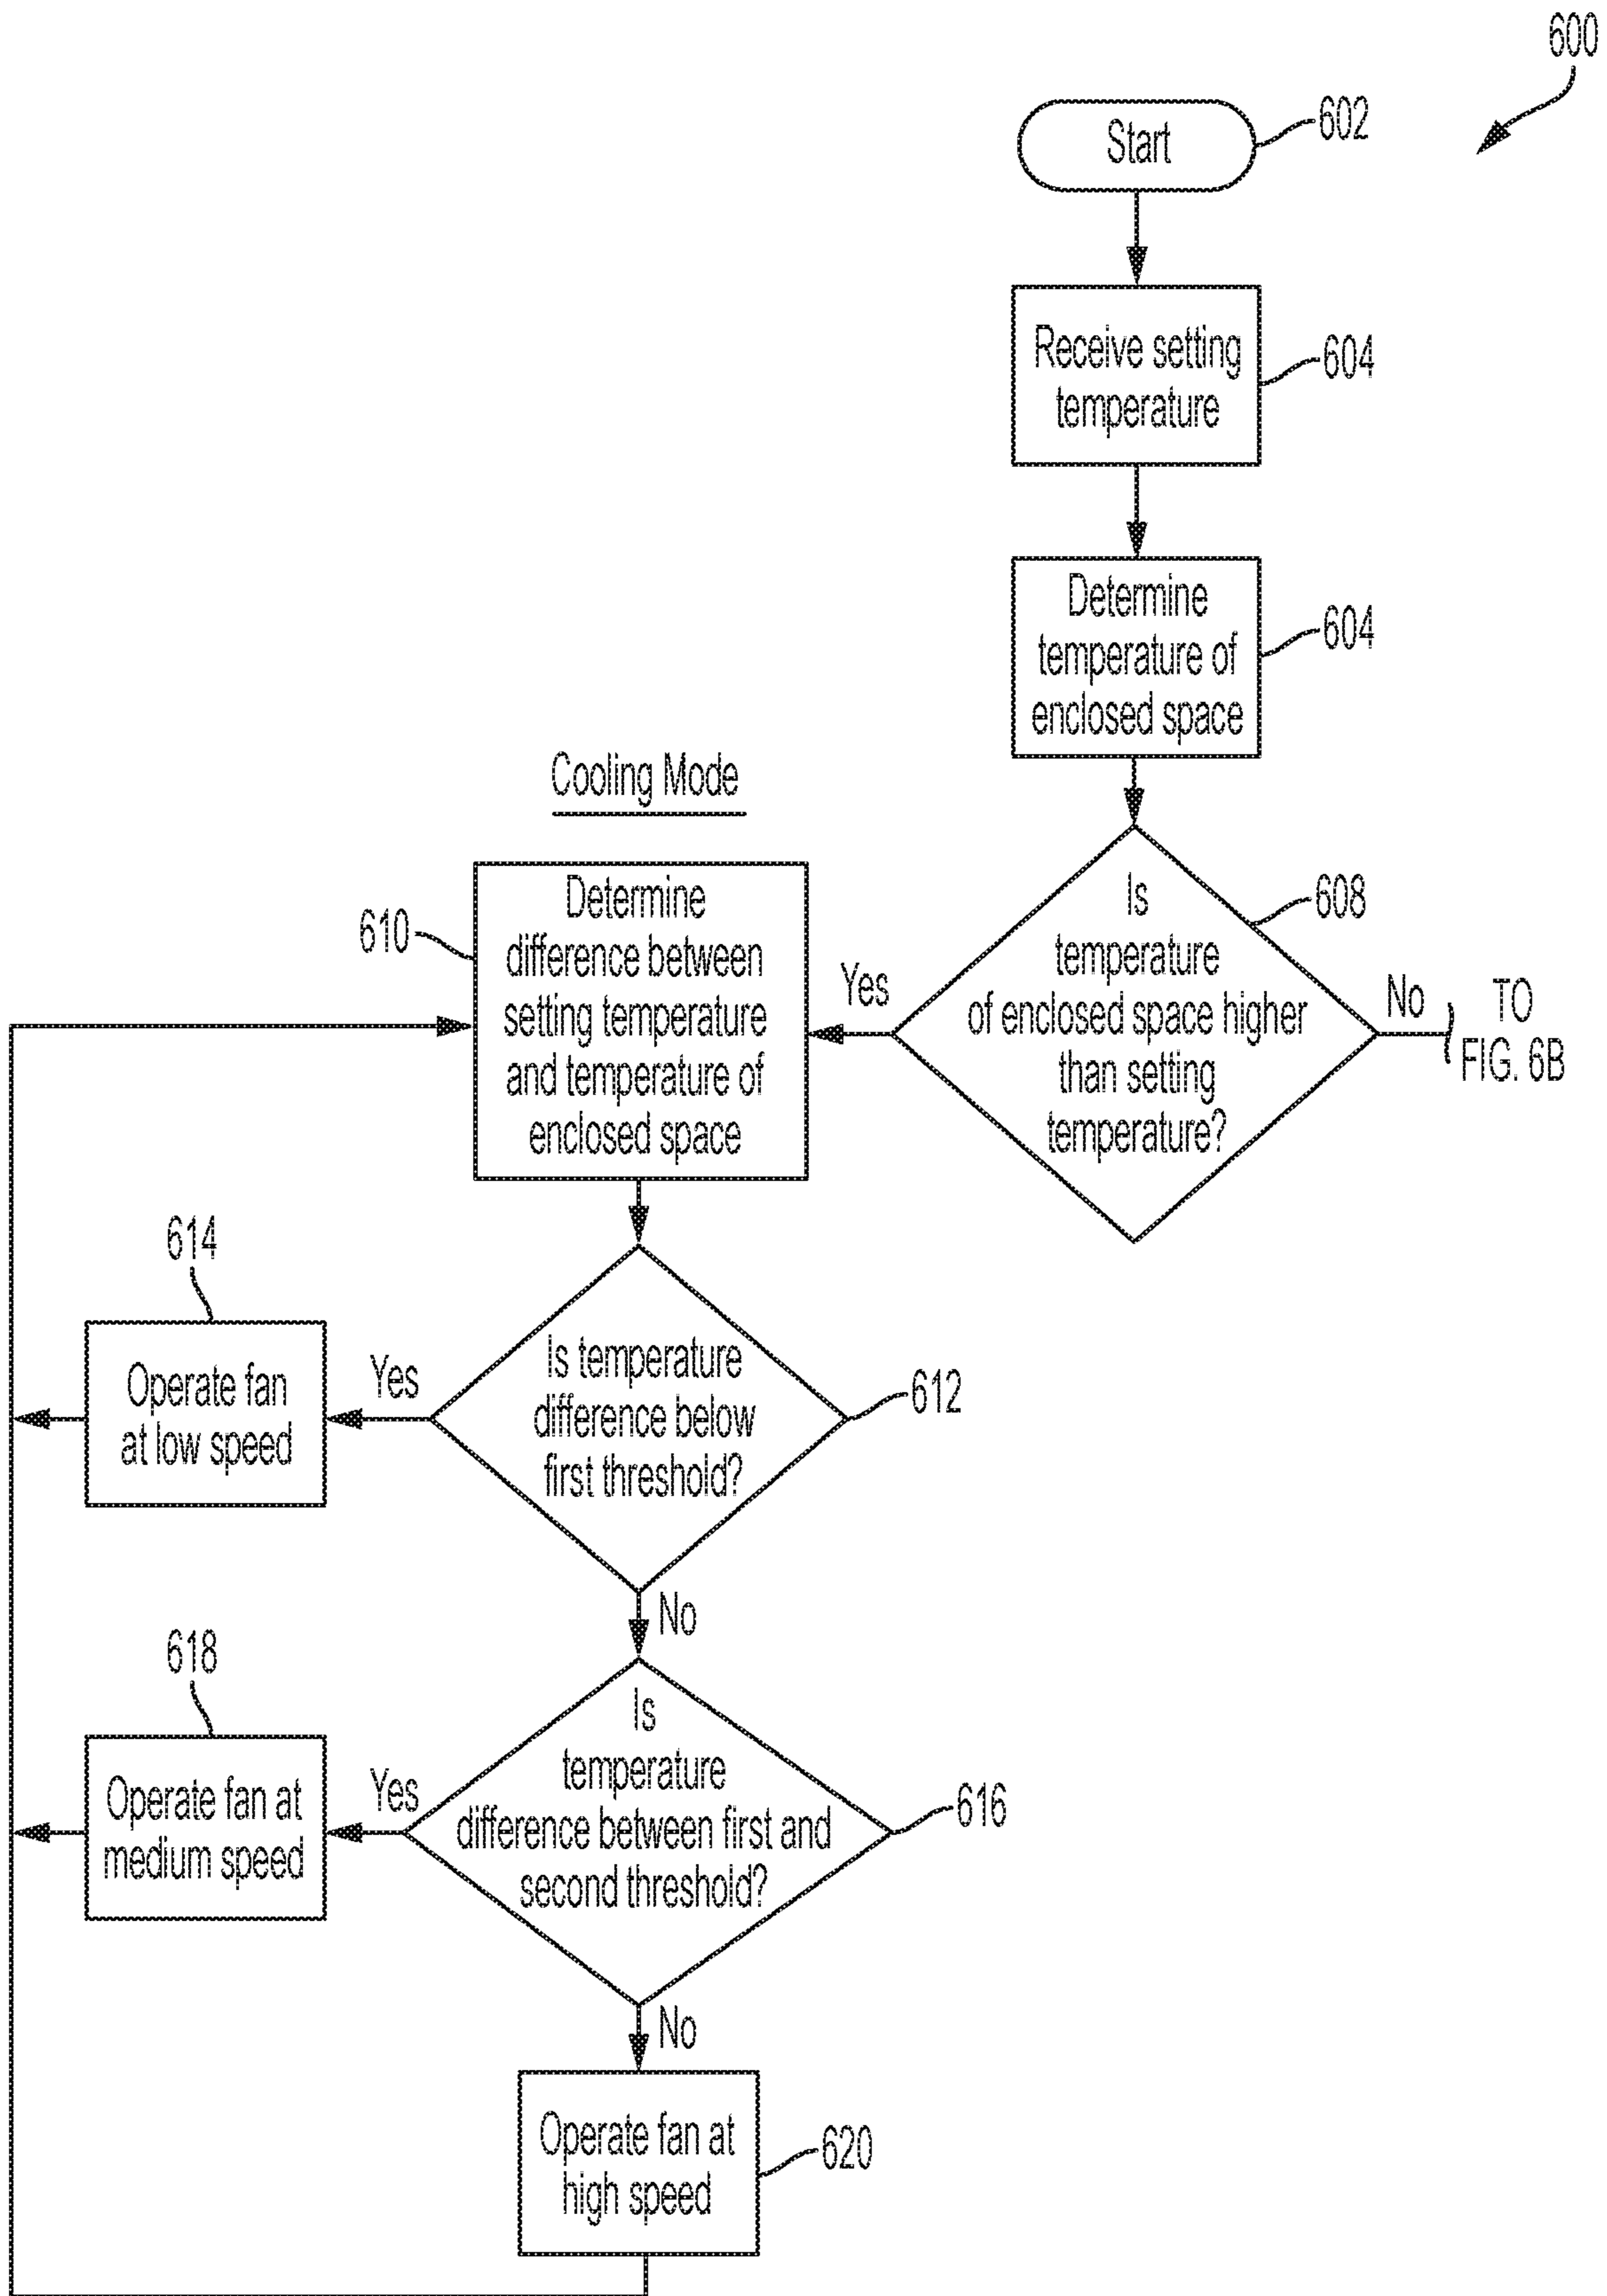 600
Start
602
Receive setting
temperature
604
Determine
temperature of
enclosed space
604
Cooling Mode
Is
temperature
of enclosed space higher
than setting
temperature?
608
Yes
No
TO
FIG. 6B
Determine
difference between
setting temperature
and temperature of
enclosed space
610
Is temperature
difference below
first threshold?
612
Yes
614
Operate fan
at low speed
No
Is
temperature
difference between first and
second threshold?
616
Yes
618
Operate fan at
medium speed
No
Operate fan at
high speed
620